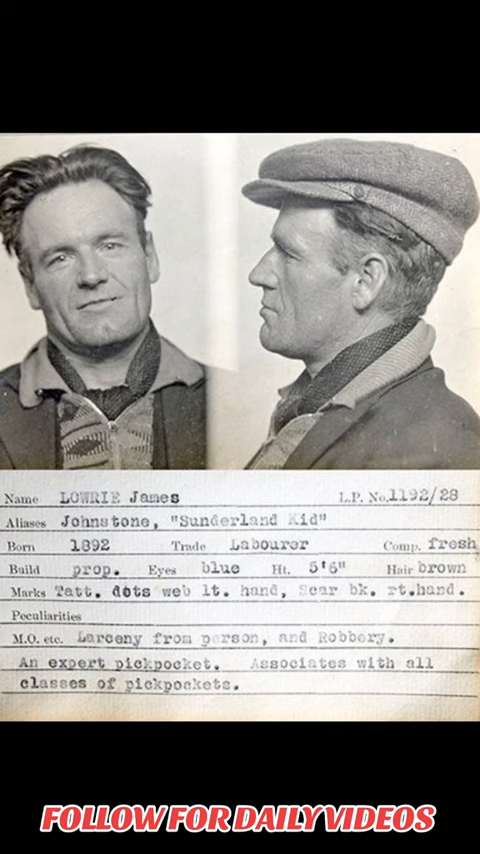 Name LOWRIE James L.P. No.1192/28
Aliases Johnstone, "Sunderland Kid"
Born 1892 Trade Labourer Comp. fresh
Build prop. Eyes blue Ht. 5'6" Hair brown
Marks Tatt. dots web lt. hand, Scar bk. rt.hand.
Peculiarities
M.O. etc. Larceny from person, and Robbery.
An expert pickpocket. Associates with all
classes of pickpockets.
FOLLOW FOR DAILY VIDEOS